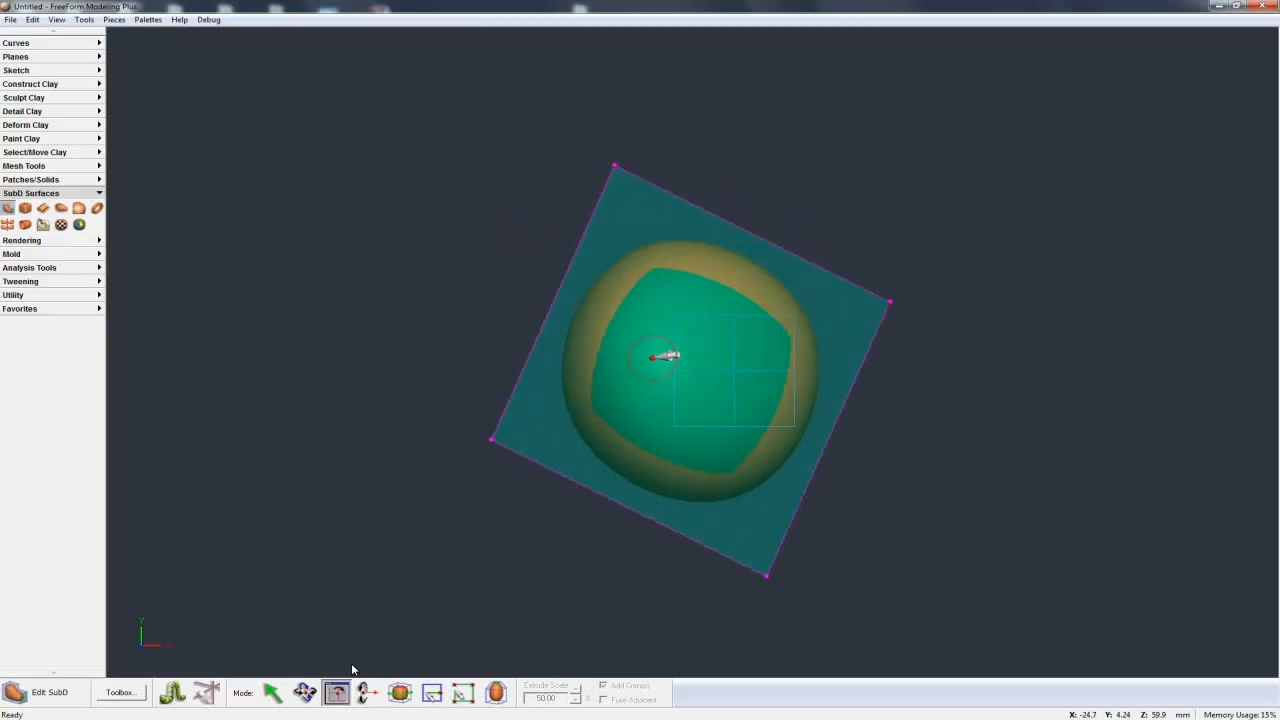 Untitled - FreeForm Modeling Plus
File Edit View Tools Pieces Palettes Help Debug
Curves
Planes
Sketch
Construct Clay
Sculpt Clay
Detail Clay
Deform Clay
Paint Clay
Select/Move Clay
Mesh Tools
Patches/Solids
SubD Surfaces
Rendering
Mold
Analysis Tools
Tweening
Utility
Favorites
Y
Edit SubD Toolbox... Mode: Extrude Scale 50.00 % Add Corners
Fuse Adjacent
Ready X: -24.7 Y: 4.24 Z: 59.9 mm Memory Usage: 15%